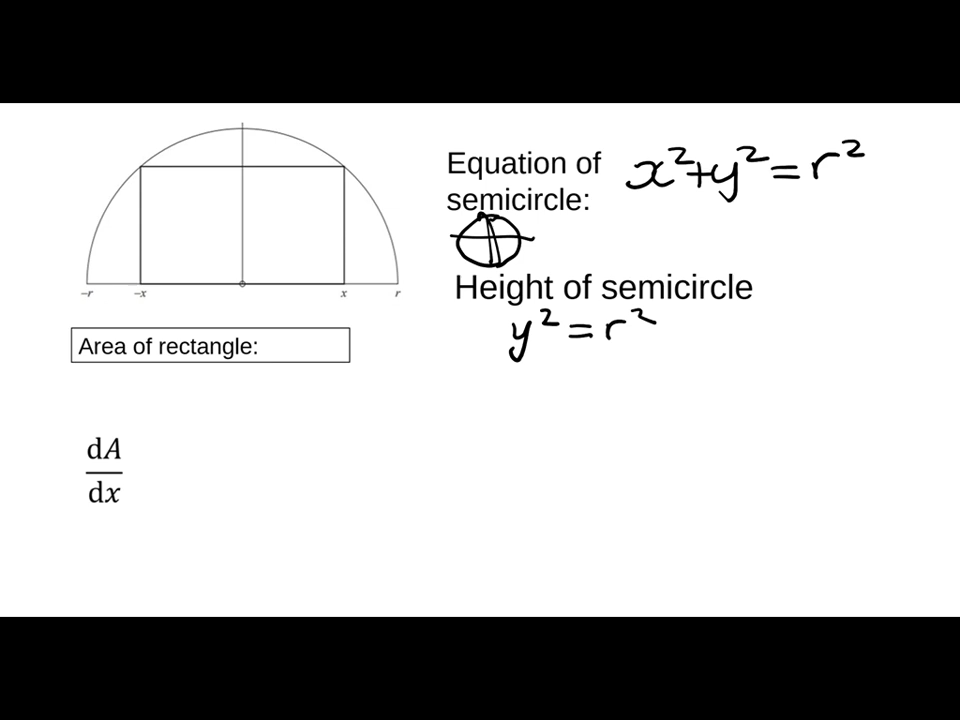 Equation of
semicircle:
x² + y² = r²
Height of semicircle
y² = r²
-r -x x r
Area of rectangle:
dA
dx